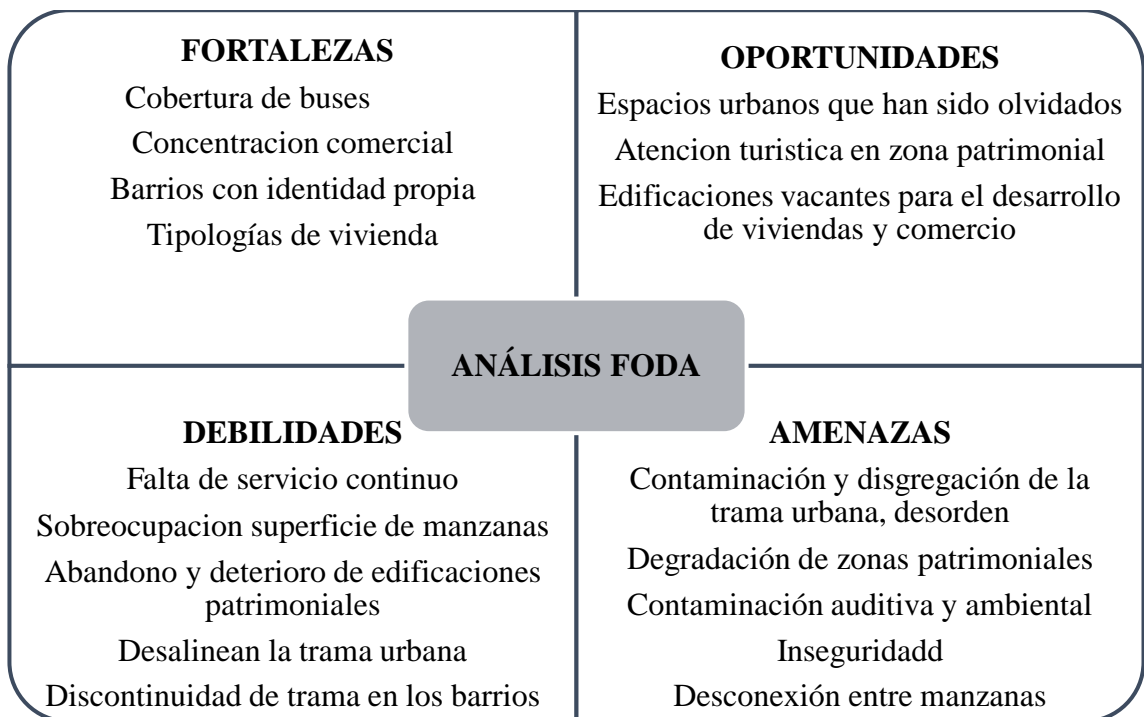 FORTALEZAS
Cobertura de buses
Concentracion comercial
Barrios con identidad propia
Tipologías de vivienda
OPORTUNIDADES
Espacios urbanos que han sido olvidados
Atencion turistica en zona patrimonial
Edificaciones vacantes para el desarrollo
de viviendas y comercio
ANÁLISIS FODA
DEBILIDADES
Falta de servicio continuo
Sobreocupacion superficie de manzanas
Abandono y deterioro de edificaciones
patrimoniales
Desalinean la trama urbana
Discontinuidad de trama en los barrios
AMENAZAS
Contaminación y disgregación de la
trama urbana, desorden
Degradación de zonas patrimoniales
Contaminación auditiva y ambiental
Inseguridadd
Desconexión entre manzanas